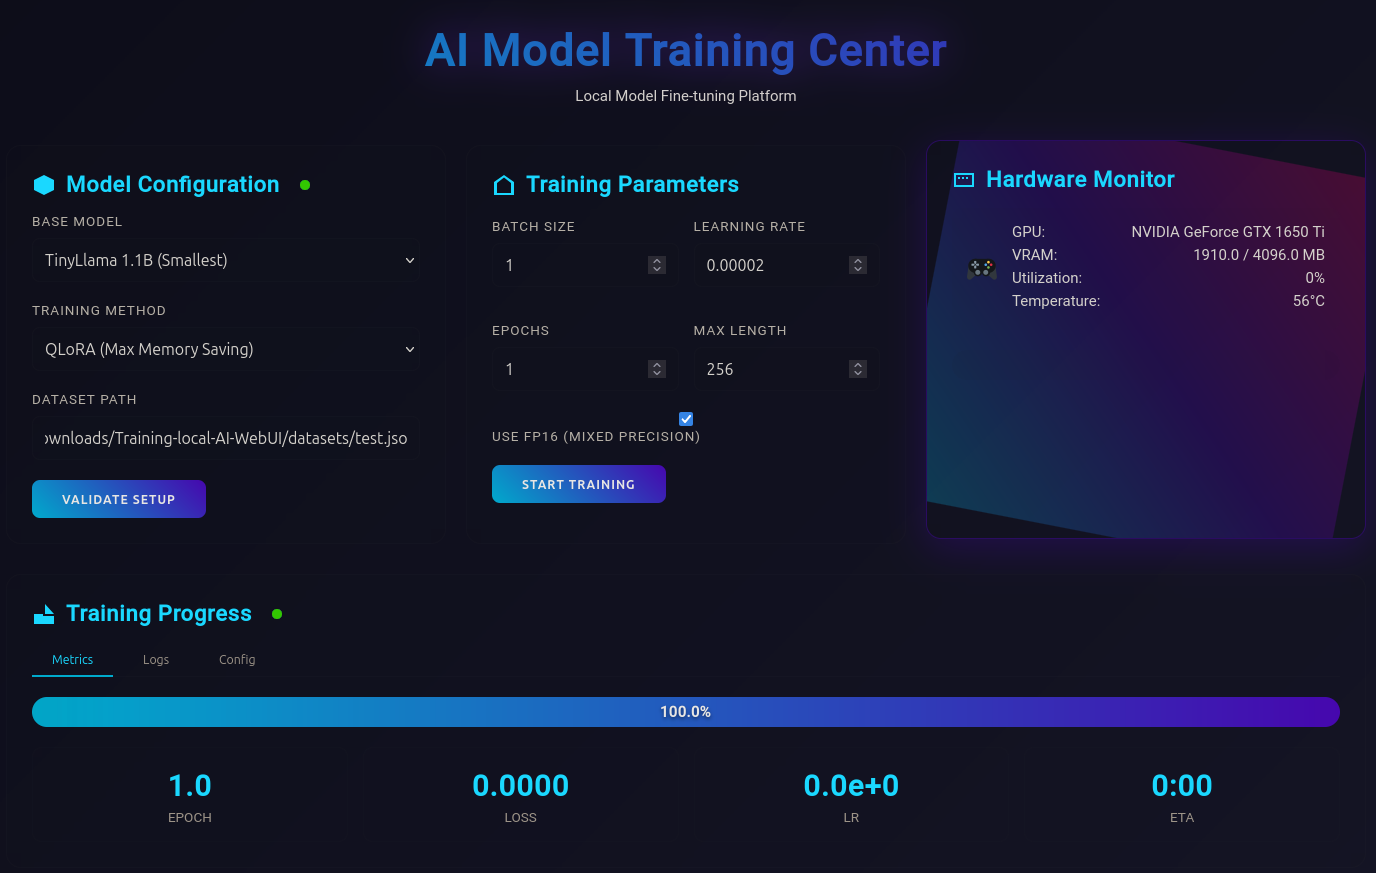 AI Model Training Center
Local Model Fine-tuning Platform
Model Configuration
BASE MODEL
TinyLlama 1.1B (Smallest)
TRAINING METHOD
QLoRA (Max Memory Saving)
DATASET PATH
ownloads/Training-local-AI-WebUI/datasets/test.jso
VALIDATE SETUP
Training Parameters
BATCH SIZE
1
LEARNING RATE
0.00002
EPOCHS
1
MAX LENGTH
256
USE FP16 (MIXED PRECISION)
START TRAINING
Hardware Monitor
GPU: NVIDIA GeForce GTX 1650 Ti
VRAM: 1910.0 / 4096.0 MB
Utilization: 0%
Temperature: 56°C
Training Progress
Metrics Logs Config
100.0%
1.0 0.0000 0.0e+0 0:00
EPOCH LOSS LR ETA